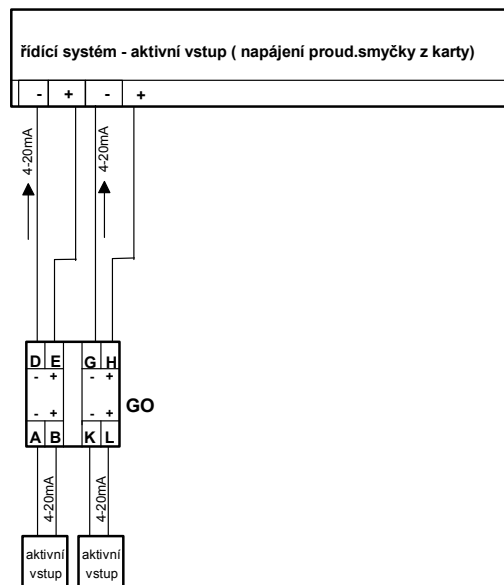 řídící systém - aktivní vstup ( napájení proud.smyčky z karty)
- + - +
4-20mA 4-20mA
D E G H
- + - +
GO
- + - +
A B K L
4-20mA 4-20mA
aktivní
vstup
aktivní
vstup